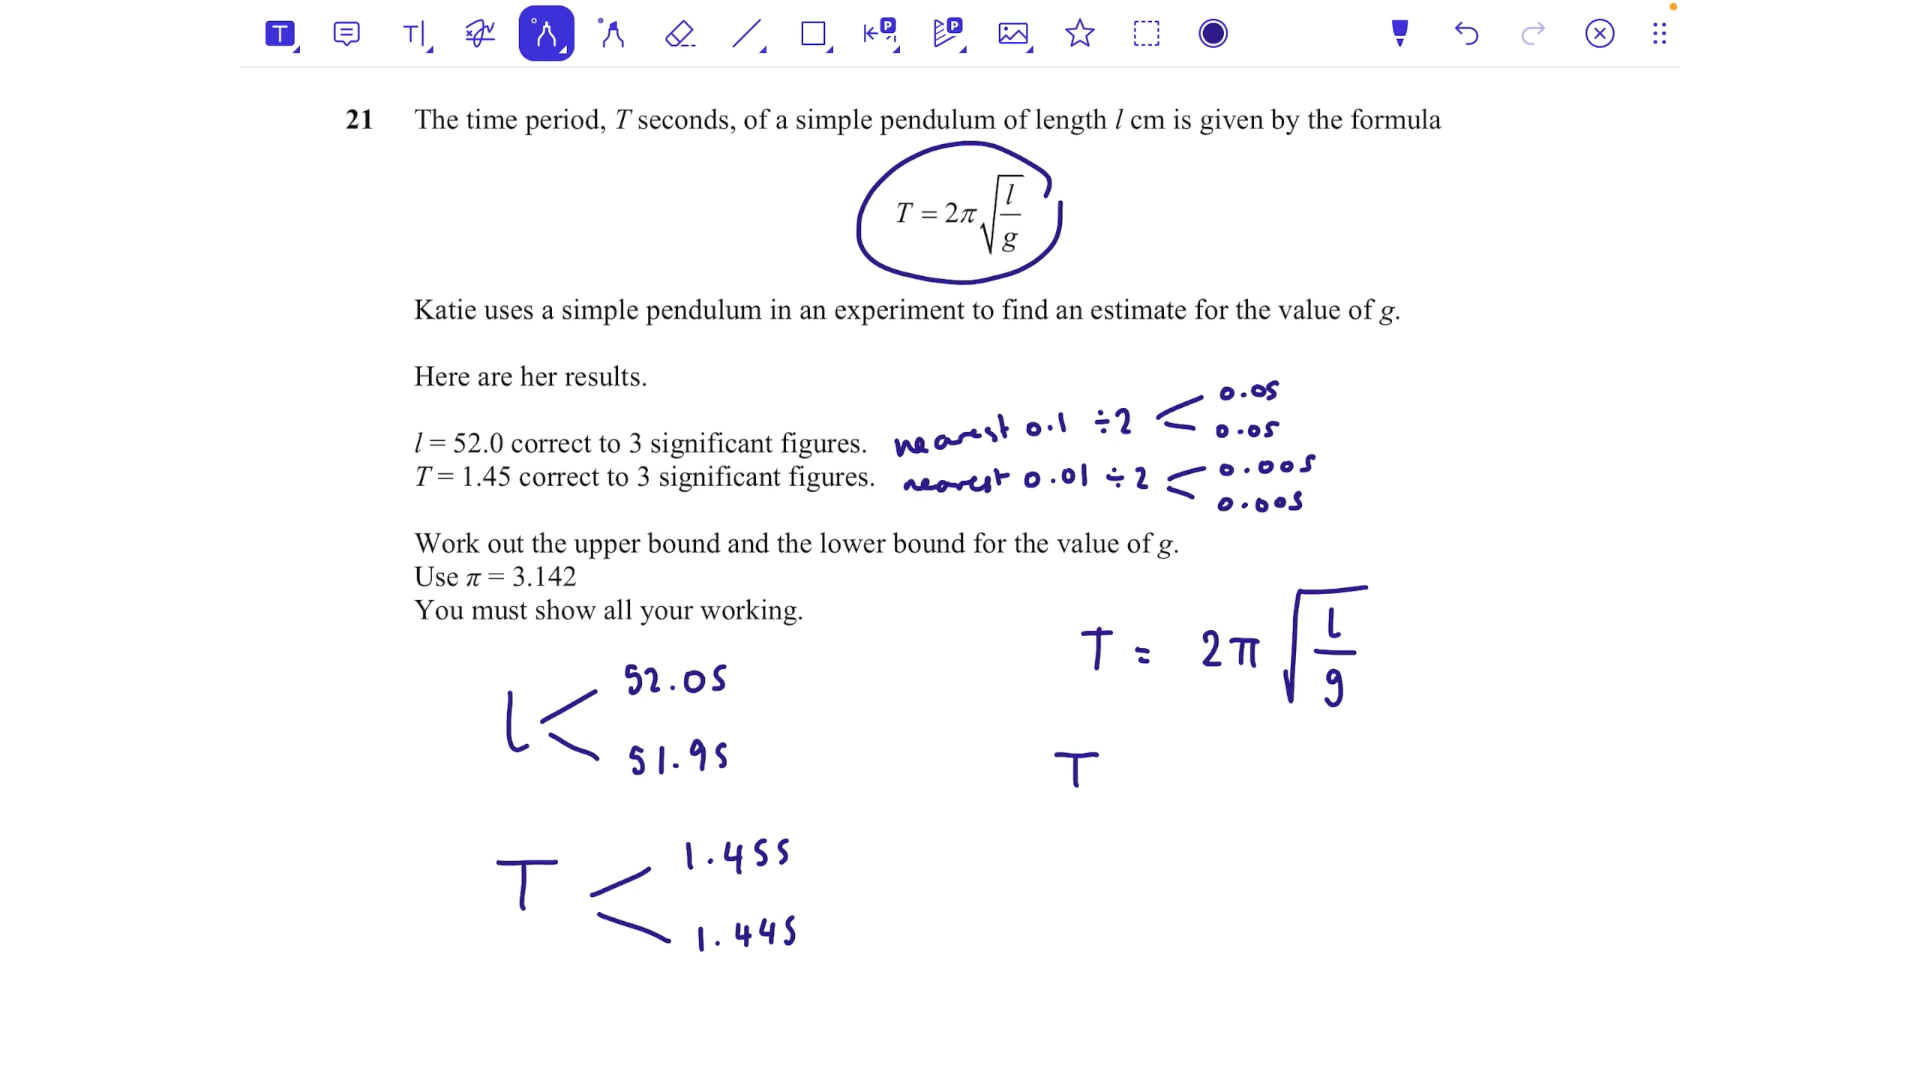 21 The time period, T seconds, of a simple pendulum of length l cm is given by the formula
T = 2π√(l/g)
Katie uses a simple pendulum in an experiment to find an estimate for the value of g.
Here are her results.
l = 52.0 correct to 3 significant figures. nearest 0.1 ÷2 < 0.05 0.05
T = 1.45 correct to 3 significant figures. nearest 0.01 ÷2 < 0.005 0.005
Work out the upper bound and the lower bound for the value of g.
Use π = 3.142
You must show all your working.
T = 2π√(l/g)
l < 52.05
51.95
T
T < 1.455
1.445